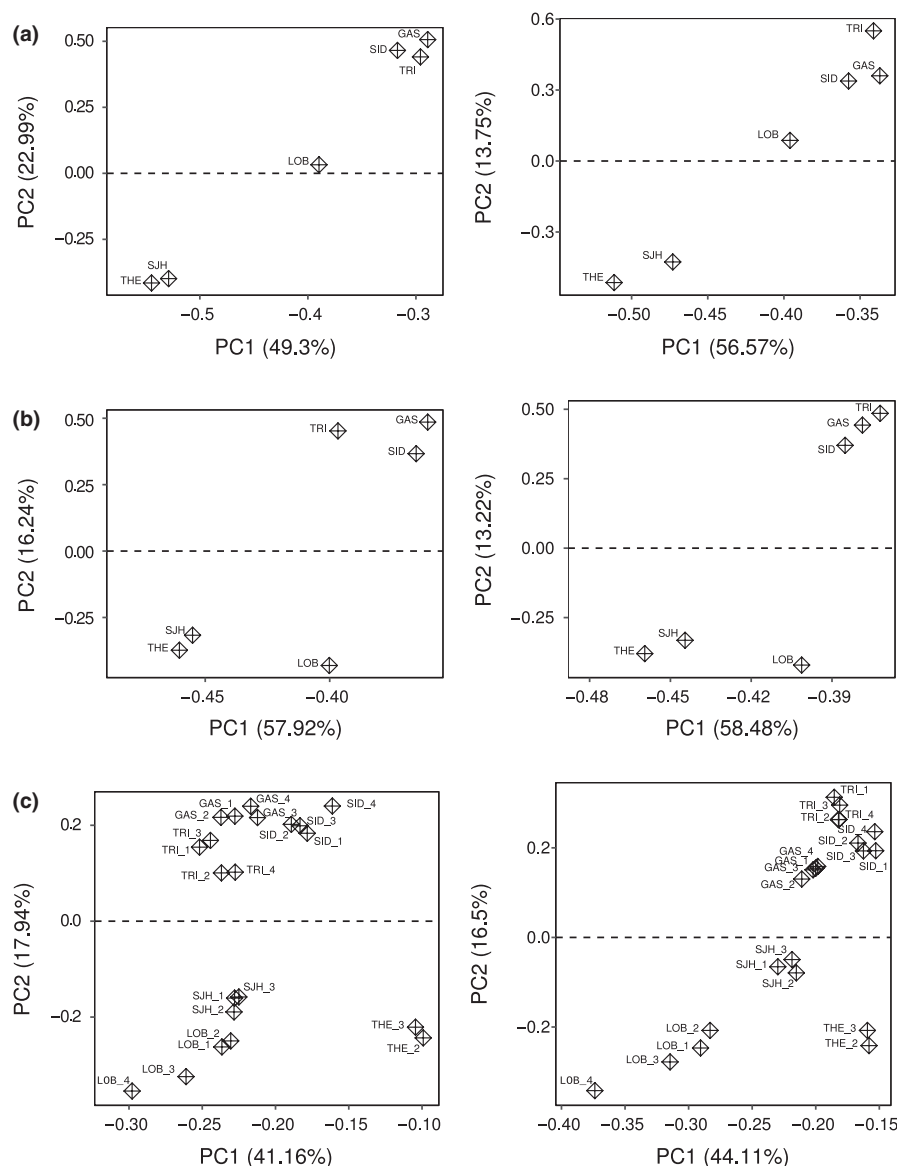 (a)
0.50
0.25
0.00
−0.25
PC2 (22.99%)
GAS
SID
TRI
LOB
SJH
THE
−0.5
−0.4
−0.3
PC1 (49.3%)
0.6
0.3
0.0
−0.3
PC2 (13.75%)
TRI
GAS
SID
LOB
SJH
THE
−0.50
−0.45
−0.40
−0.35
PC1 (56.57%)
(b)
0.50
0.25
0.00
−0.25
PC2 (16.24%)
GAS
TRI
SID
SJH
THE
LOB
−0.45
−0.40
PC1 (57.92%)
0.50
0.25
0.00
−0.25
PC2 (13.22%)
TRI
GAS
SID
SJH
THE
LOB
−0.48
−0.45
−0.42
−0.39
PC1 (58.48%)
(c)
0.2
0.0
−0.2
PC2 (17.94%)
GAS_1
GAS_4
SID_4
GAS_2
GAS_3
SID_3
TRI_3
SID_2
SID_1
TRI_1
TRI_2
TRI_4
SJH_1
SJH_3
SJH_2
LOB_2
THE_3
LOB_1
THE_2
LOB_3
L0B_4
−0.30
−0.25
−0.20
−0.15
−0.10
PC1 (41.16%)
0.2
0.0
−0.2
PC2 (16.5%)
TRI_1
TRI_3
TRI_2
TRI_4
SID_4
SID_2
GAS_4
SID_3
GAS_1
SID_1
GAS_3
GAS_2
SJH_3
SJH_1
SJH_2
LOB_2
THE_3
LOB_1
THE_2
LOB_3
L0B_4
−0.40
−0.35
−0.30
−0.25
−0.20
−0.15
PC1 (44.11%)